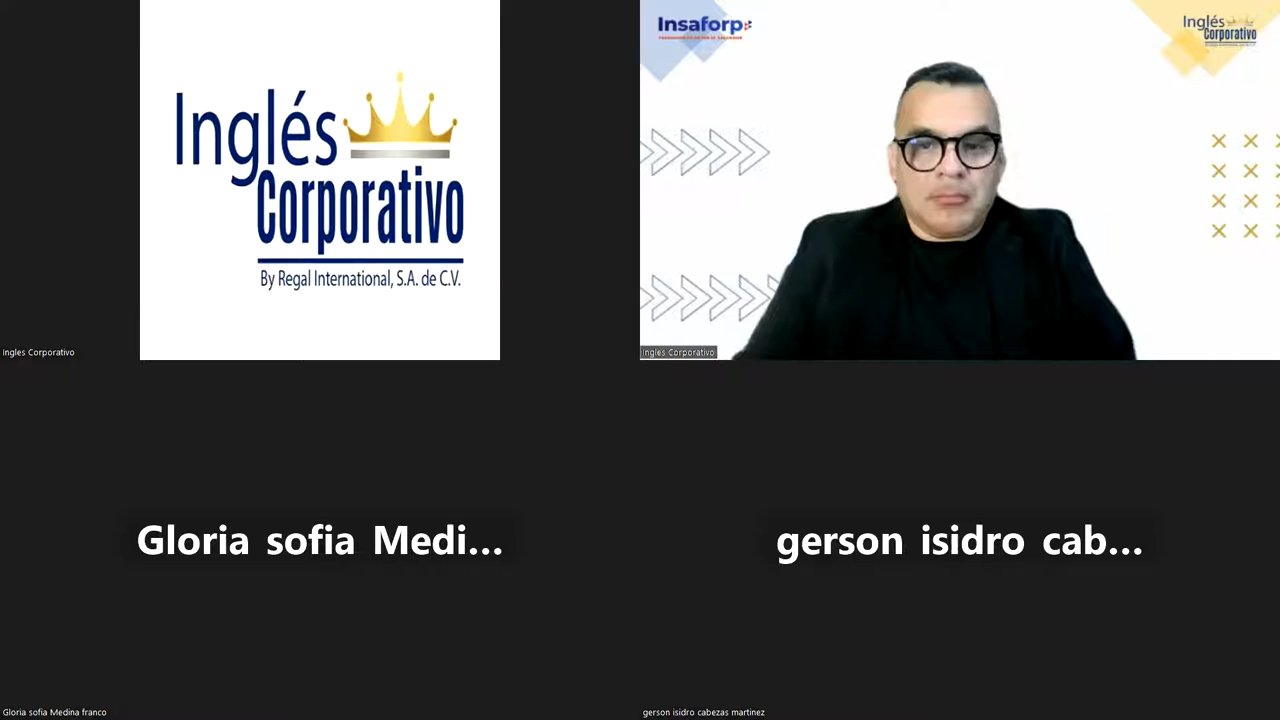 Inglés
Corporativo
By Regal International, S.A. de C.V.
Ingles Corporativo
Insaforp
Inglés
Corporativo
Ingles Corporativo
Gloria sofia Medi...
gerson isidro cab...
Gloria sofia Medina franco
gerson isidro cabezas martinez